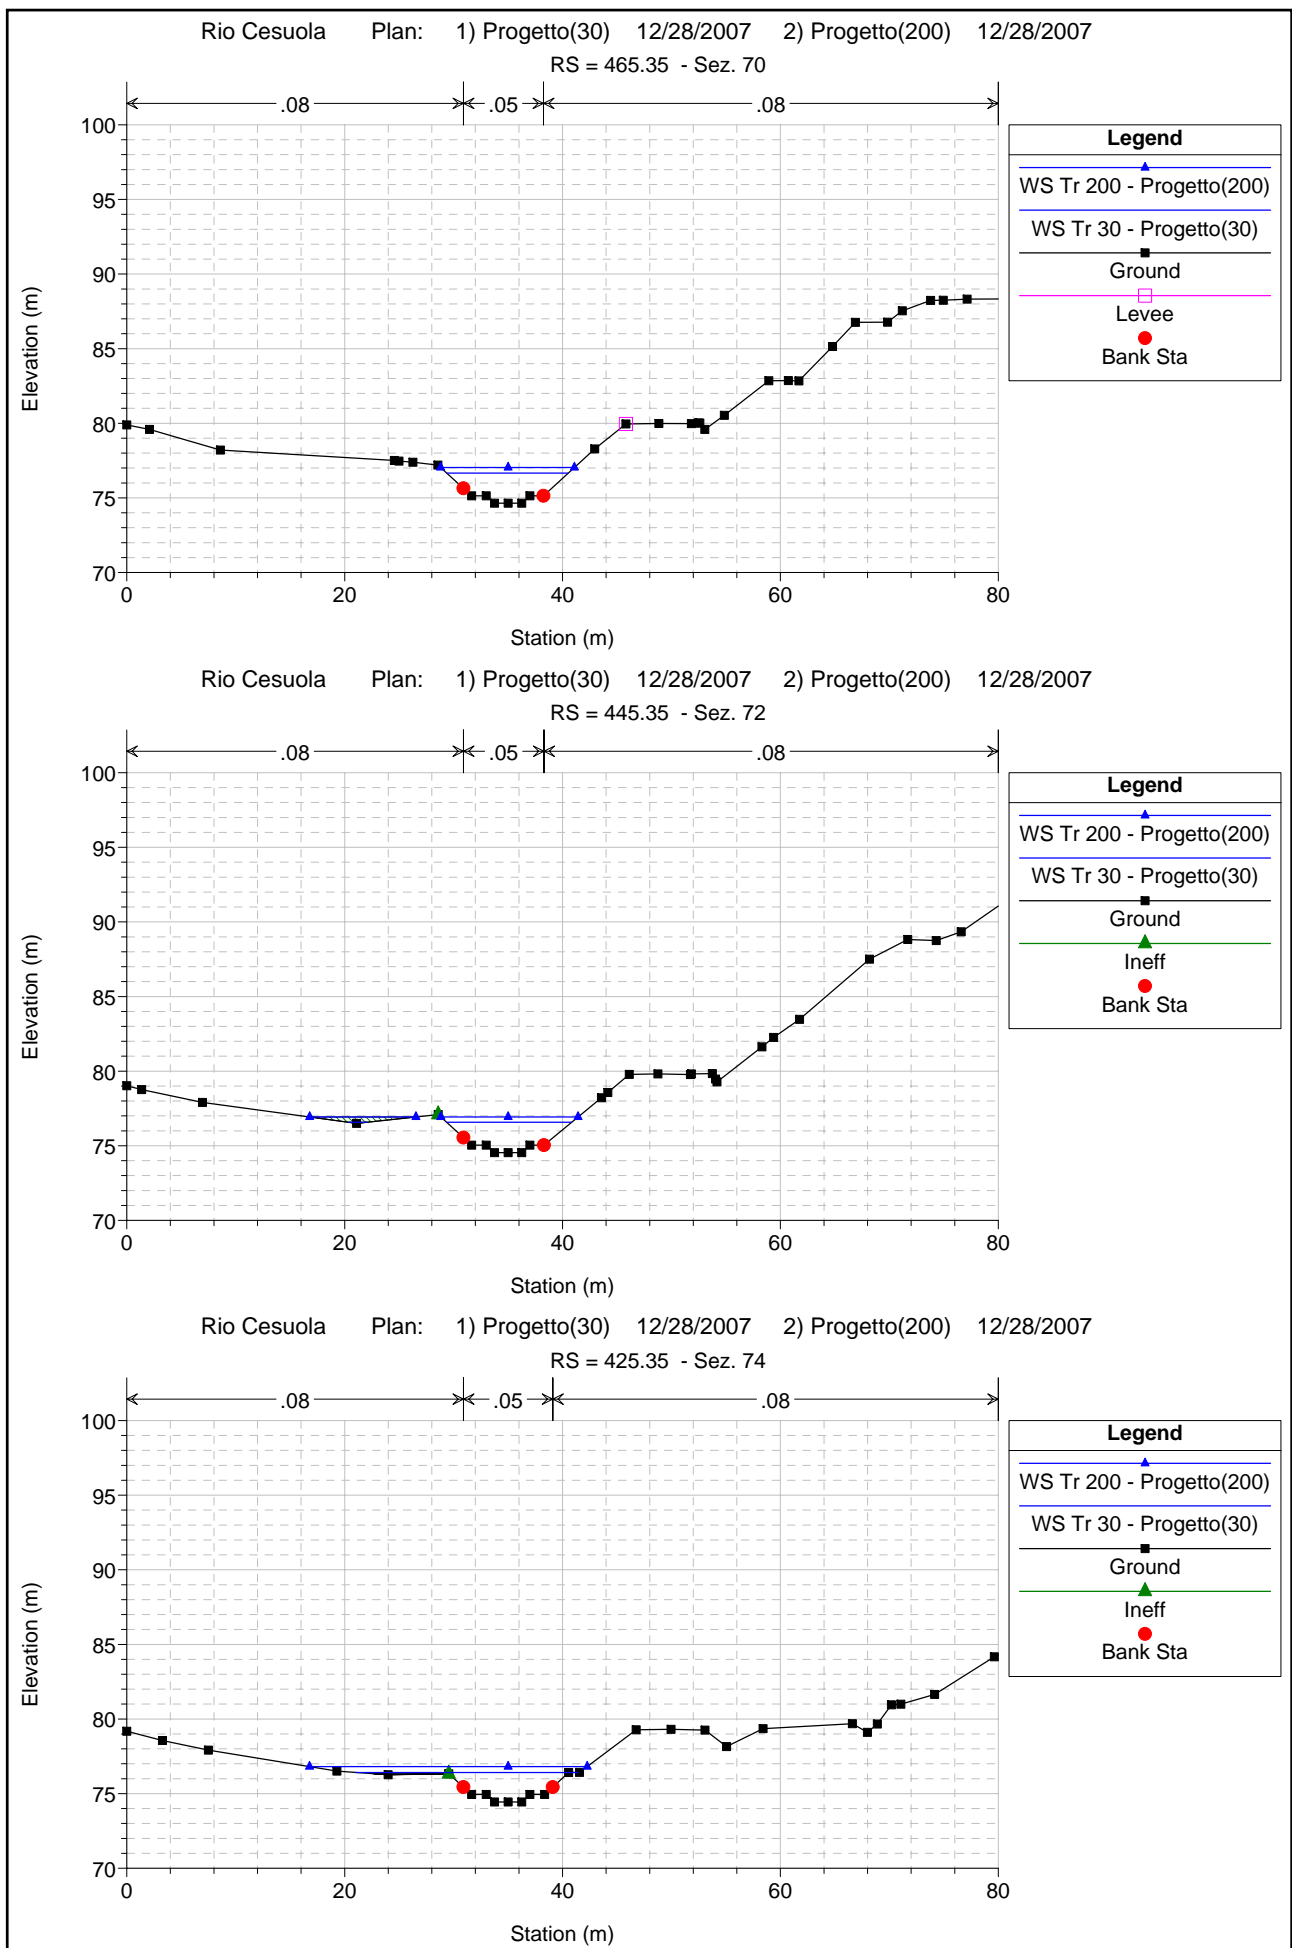 Rio Cesuola Plan: 1) Progetto(30) 12/28/2007 2) Progetto(200) 12/28/2007
RS = 465.35 - Sez. 70
.08 .05 .08
100
95
90
85
80
75
70
Elevation (m)
0 20 40 60 80
Station (m)
Legend
WS Tr 200 - Progetto(200)
WS Tr 30 - Progetto(30)
Ground
Levee
Bank Sta
Rio Cesuola Plan: 1) Progetto(30) 12/28/2007 2) Progetto(200) 12/28/2007
RS = 445.35 - Sez. 72
.08 .05 .08
100
95
90
85
80
75
70
Elevation (m)
0 20 40 60 80
Station (m)
Legend
WS Tr 200 - Progetto(200)
WS Tr 30 - Progetto(30)
Ground
Ineff
Bank Sta
Rio Cesuola Plan: 1) Progetto(30) 12/28/2007 2) Progetto(200) 12/28/2007
RS = 425.35 - Sez. 74
.08 .05 .08
100
95
90
85
80
75
70
Elevation (m)
0 20 40 60 80
Station (m)
Legend
WS Tr 200 - Progetto(200)
WS Tr 30 - Progetto(30)
Ground
Ineff
Bank Sta